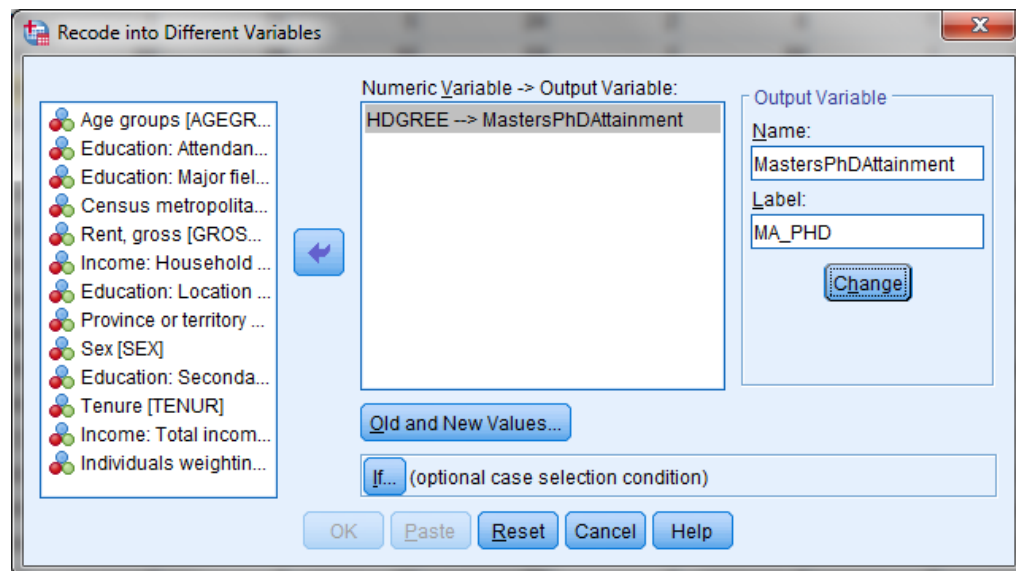 Recode into Different Variables
Age groups [AGEGR...
Education: Attendan...
Education: Major fiel...
Census metropolita...
Rent, gross [GROS...
Income: Household ...
Education: Location ...
Province or territory ...
Sex [SEX]
Education: Seconda...
Tenure [TENUR]
Income: Total incom...
Individuals weightin...
Numeric Variable -> Output Variable:
HDGREE --> MastersPhDAttainment
Output Variable
Name:
MastersPhDAttainment
Label:
MA_PHD
Change
Old and New Values...
If... (optional case selection condition)
OK Paste Reset Cancel Help